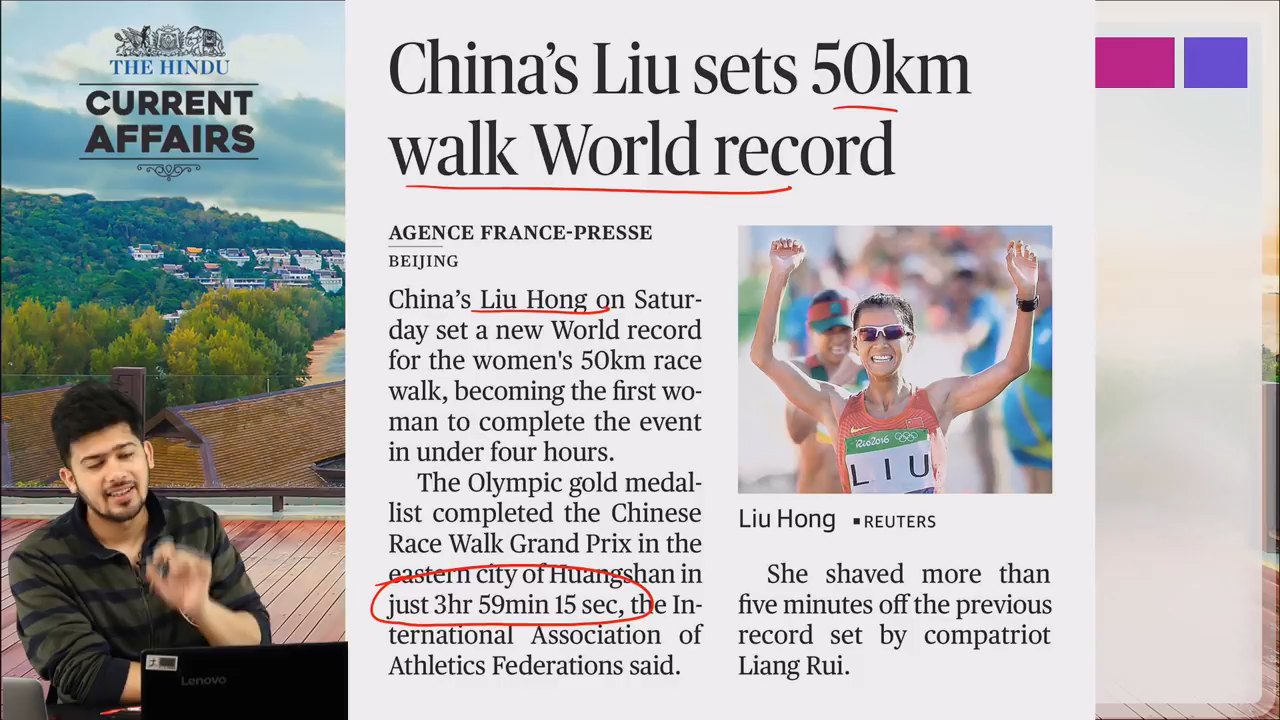 THE HINDU
CURRENT
AFFAIRS
China's Liu sets 50km
walk World record
AGENCE FRANCE-PRESSE
BEIJING
China's Liu Hong on Satur-
day set a new World record
for the women's 50km race
walk, becoming the first wo-
man to complete the event
in under four hours.
The Olympic gold medal-
list completed the Chinese
Race Walk Grand Prix in the
eastern city of Huangshan in
just 3hr 59min 15 sec, the In-
ternational Association of
Athletics Federations said.
Rio2016
LIU
Liu Hong ▪ REUTERS
She shaved more than
five minutes off the previous
record set by compatriot
Liang Rui.
Lenovo